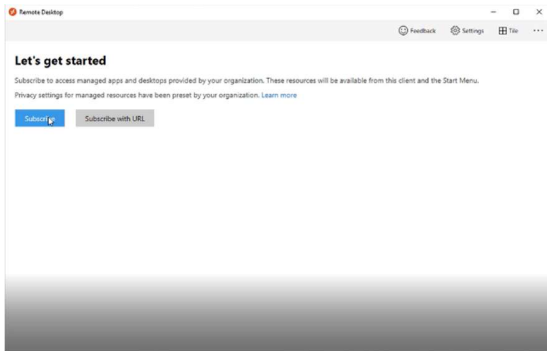 Remote Desktop
Feedback Settings Tile
Let's get started
Subscribe to access managed apps and desktops provided by your organization. These resources will be available from this client and the Start Menu.
Privacy settings for managed resources have been preset by your organization. Learn more
Subscribe Subscribe with URL